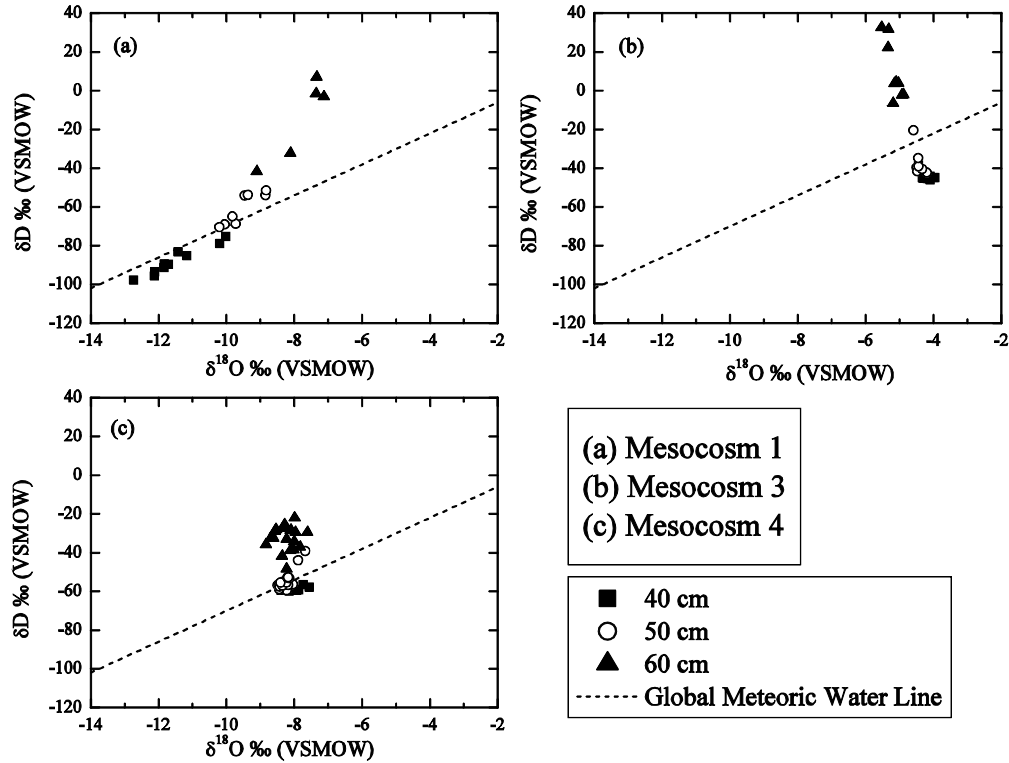 (a)
40
20
0
-20
-40
-60
-80
-100
-120
δD ‰ (VSMOW)
-14 -12 -10 -8 -6 -4 -2
δ¹⁸O ‰ (VSMOW)
(b)
40
20
0
-20
-40
-60
-80
-100
-120
δD ‰ (VSMOW)
-14 -12 -10 -8 -6 -4 -2
δ¹⁸O ‰ (VSMOW)
(c)
40
20
0
-20
-40
-60
-80
-100
-120
δD ‰ (VSMOW)
-14 -12 -10 -8 -6 -4 -2
δ¹⁸O ‰ (VSMOW)
(a) Mesocosm 1
(b) Mesocosm 3
(c) Mesocosm 4
40 cm
50 cm
60 cm
Global Meteoric Water Line